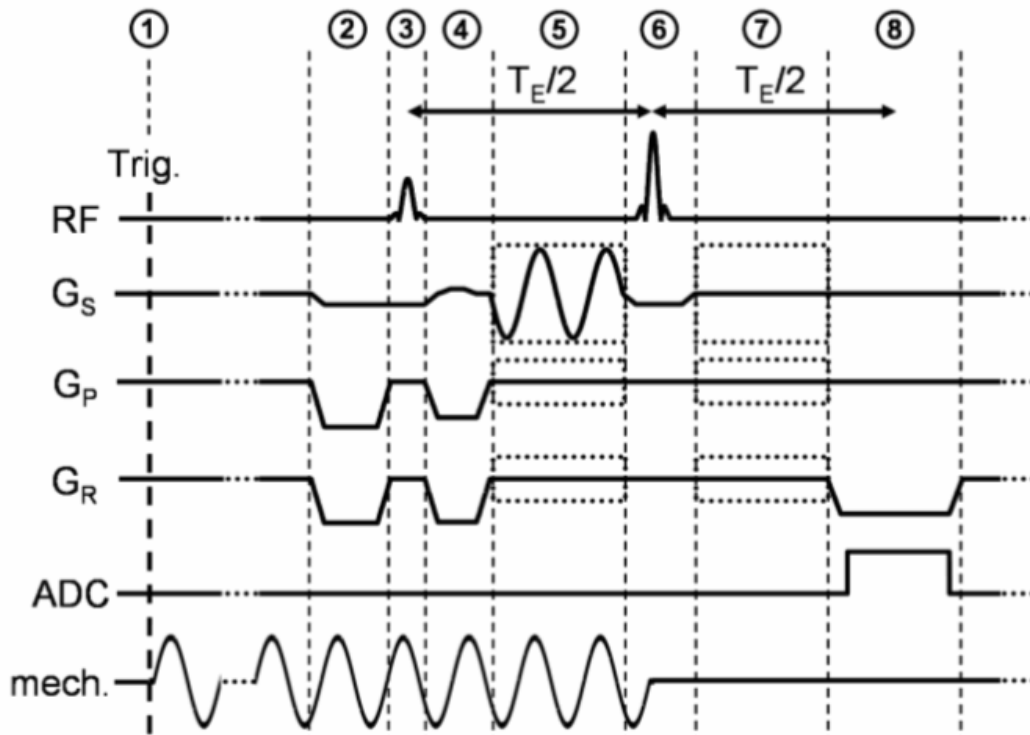 ① ② ③ ④ ⑤ ⑥ ⑦ ⑧
T_E/2 T_E/2
Trig.
RF
G_S
G_P
G_R
ADC
mech.